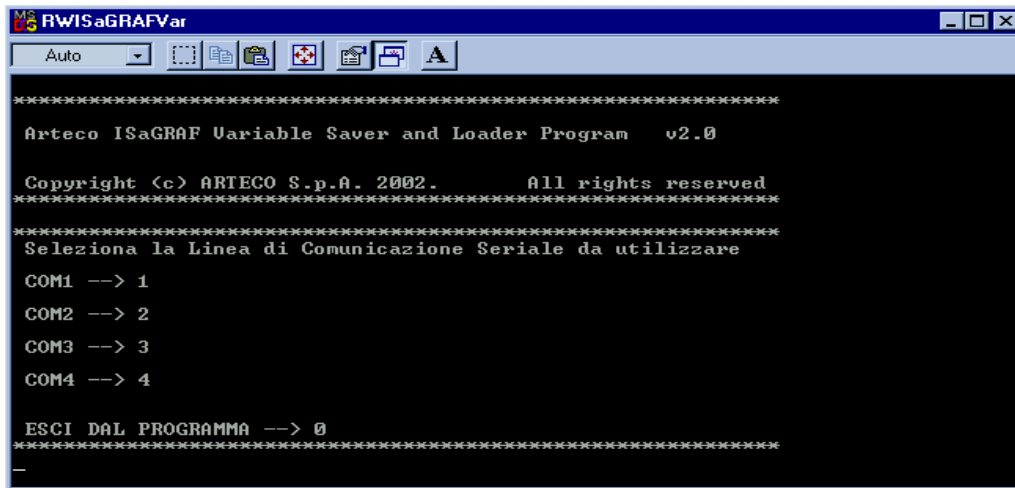 RWISaGRAFVar
Auto
A
*************************************************************
Arteco ISaGRAF Variable Saver and Loader Program v2.0
Copyright (c) ARTECO S.p.A. 2002. All rights reserved
*************************************************************
*************************************************************
Seleziona la Linea di Comunicazione Seriale da utilizzare
COM1 --> 1
COM2 --> 2
COM3 --> 3
COM4 --> 4
ESCI DAL PROGRAMMA --> 0
*************************************************************
_